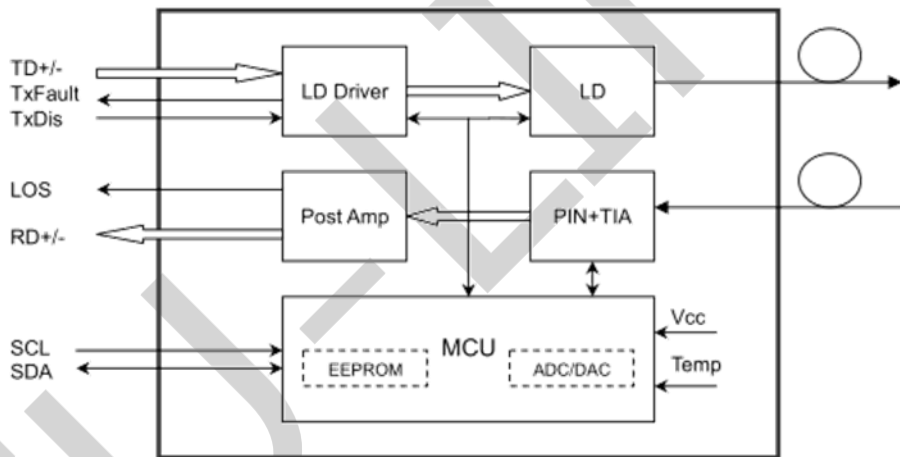 TD+/-
TxFault
TxDis
LD Driver
LD
LOS
RD+/-
Post Amp
PIN+TIA
SCL
SDA
MCU
EEPROM
ADC/DAC
Vcc
Temp